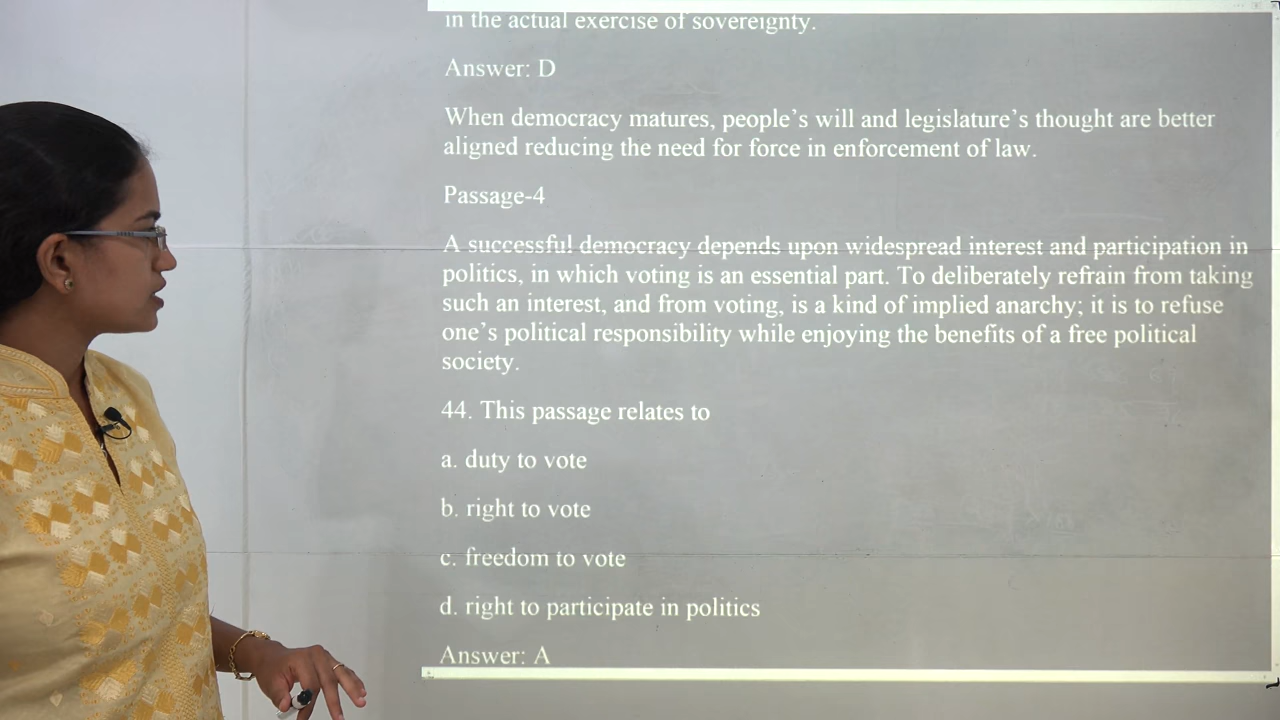 in the actual exercise of sovereignty.
Answer: D
When democracy matures, people's will and legislature's thought are better
aligned reducing the need for force in enforcement of law.
Passage-4
A successful democracy depends upon widespread interest and participation in
politics, in which voting is an essential part. To deliberately refrain from taking
such an interest, and from voting, is a kind of implied anarchy; it is to refuse
one's political responsibility while enjoying the benefits of a free political
society.
44. This passage relates to
a. duty to vote
b. right to vote
c. freedom to vote
d. right to participate in politics
Answer: A